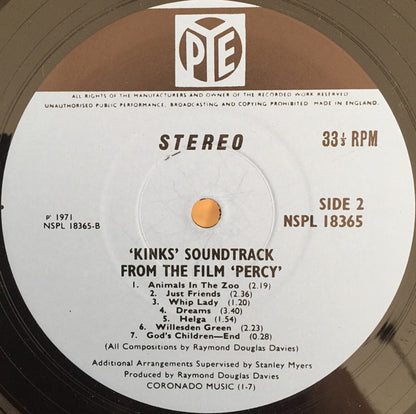 PYE
ALL RIGHTS OF THE MANUFACTURERS AND OWNER OF THE RECORDED WORK RESERVED
UNAUTHORISED PUBLIC PERFORMANCE, BROADCASTING AND COPYING PROHIBITED MADE IN ENGLAND.
STEREO
33⅓ RPM
℗ 1971
NSPL 18365-B
SIDE 2
NSPL 18365
'KINKS' SOUNDTRACK
FROM THE FILM 'PERCY'
1. Animals In The Zoo (2.19)
2. Just Friends (2.36)
3. Whip Lady (1.20)
4. Dreams (3.40)
5. Helga (1.54)
6. Willesden Green (2.23)
7. God's Children—End (0.28)
(All Compositions by Raymond Douglas Davies)
Additional Arrangements Supervised by Stanley Myers
Produced by Raymond Douglas Davies
CORONADO MUSIC (1-7)